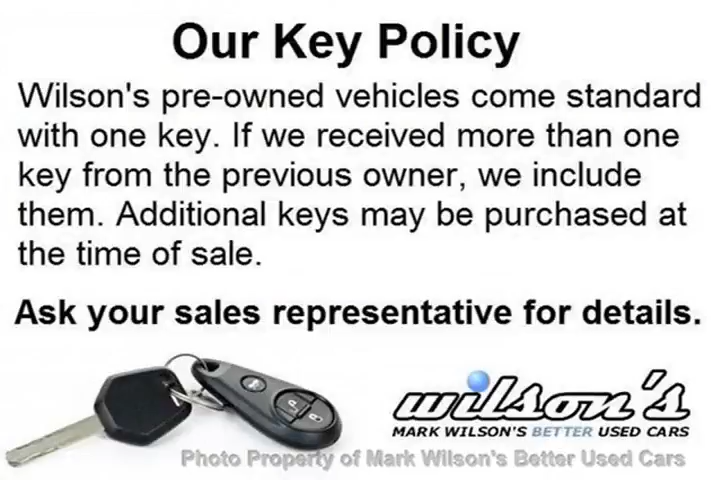 Our Key Policy
Wilson's pre-owned vehicles come standard
with one key. If we received more than one
key from the previous owner, we include
them. Additional keys may be purchased at
the time of sale.
Ask your sales representative for details.
wilson's
MARK WILSON'S BETTER USED CARS
Photo Property of Mark Wilson's Better Used Cars